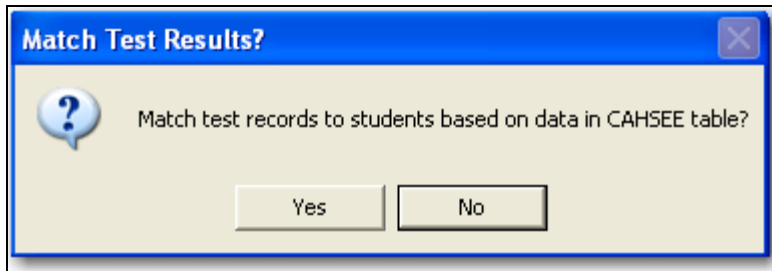 Match Test Results?
Match test records to students based on data in CAHSEE table?
Yes No